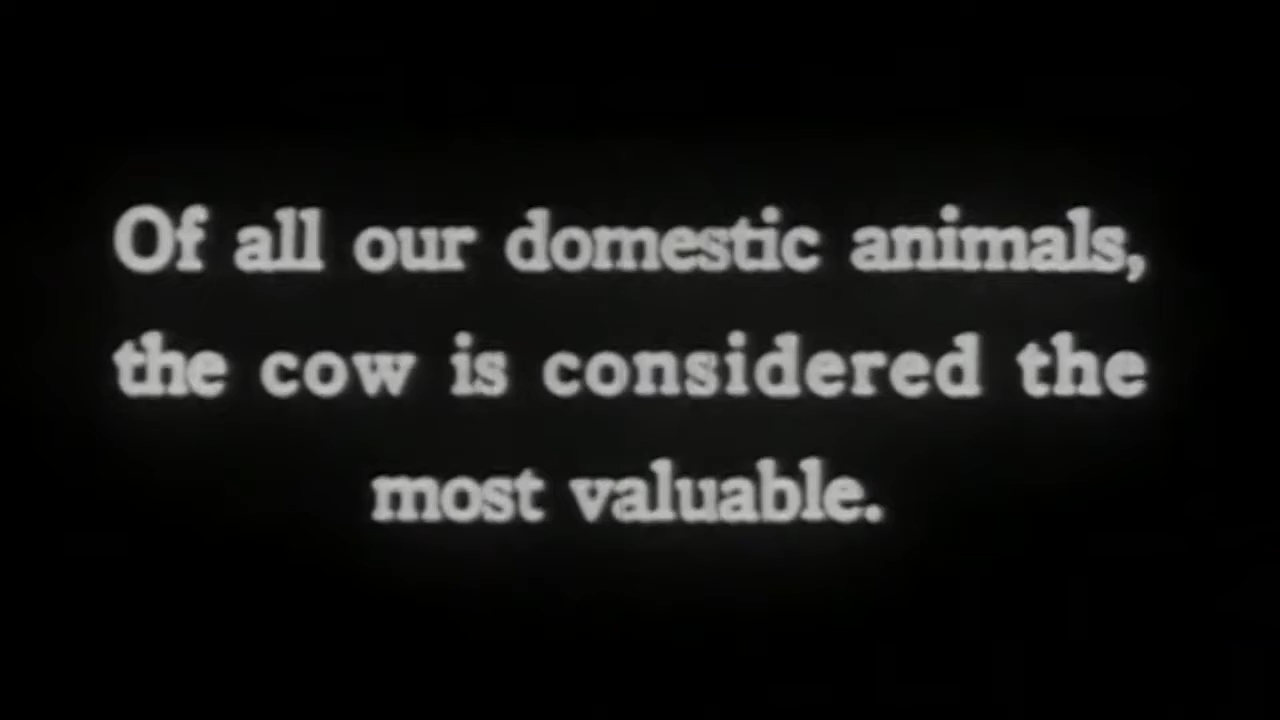 Of all our domestic animals,
the cow is considered the
most valuable.